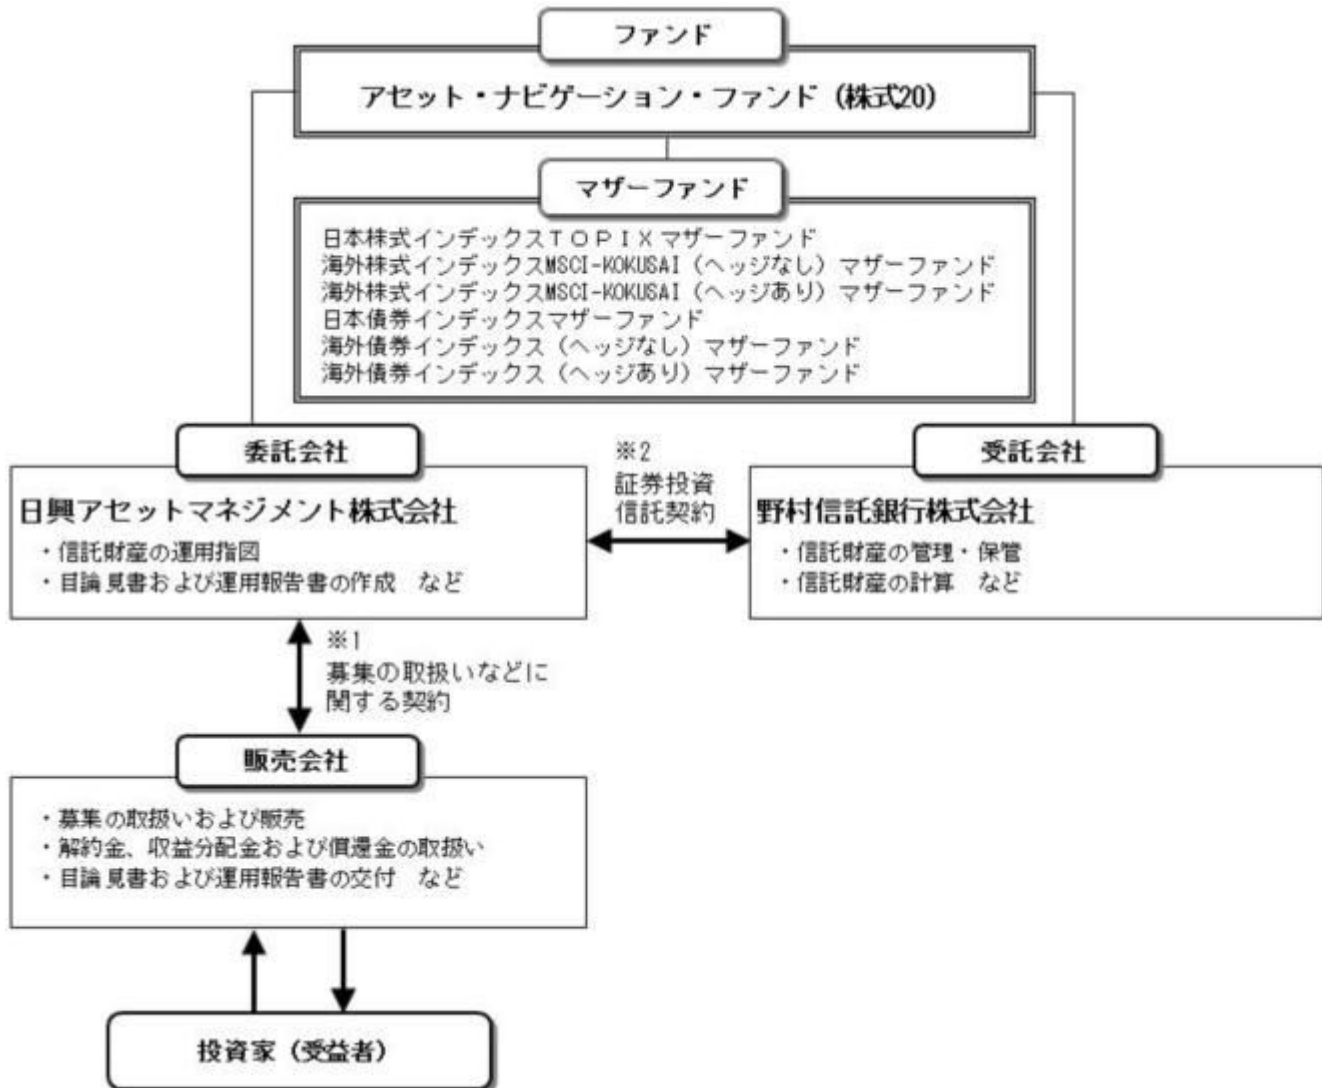 ファンド
アセット・ナビゲーション・ファンド（株式20）
マザーファンド
日本株式インデックスＴＯＰＩＸマザーファンド
海外株式インデックスMSCI-KOKUSAI（ヘッジなし）マザーファンド
海外株式インデックスMSCI-KOKUSAI（ヘッジあり）マザーファンド
日本債券インデックスマザーファンド
海外債券インデックス（ヘッジなし）マザーファンド
海外債券インデックス（ヘッジあり）マザーファンド
委託会社
日興アセットマネジメント株式会社
・信託財産の運用指図
・目論見書および運用報告書の作成　など
※2
証券投資
信託契約
受託会社
野村信託銀行株式会社
・信託財産の管理・保管
・信託財産の計算　など
※1
募集の取扱いなどに
関する契約
販売会社
・募集の取扱いおよび販売
・解約金、収益分配金および償還金の取扱い
・目論見書および運用報告書の交付　など
投資家（受益者）